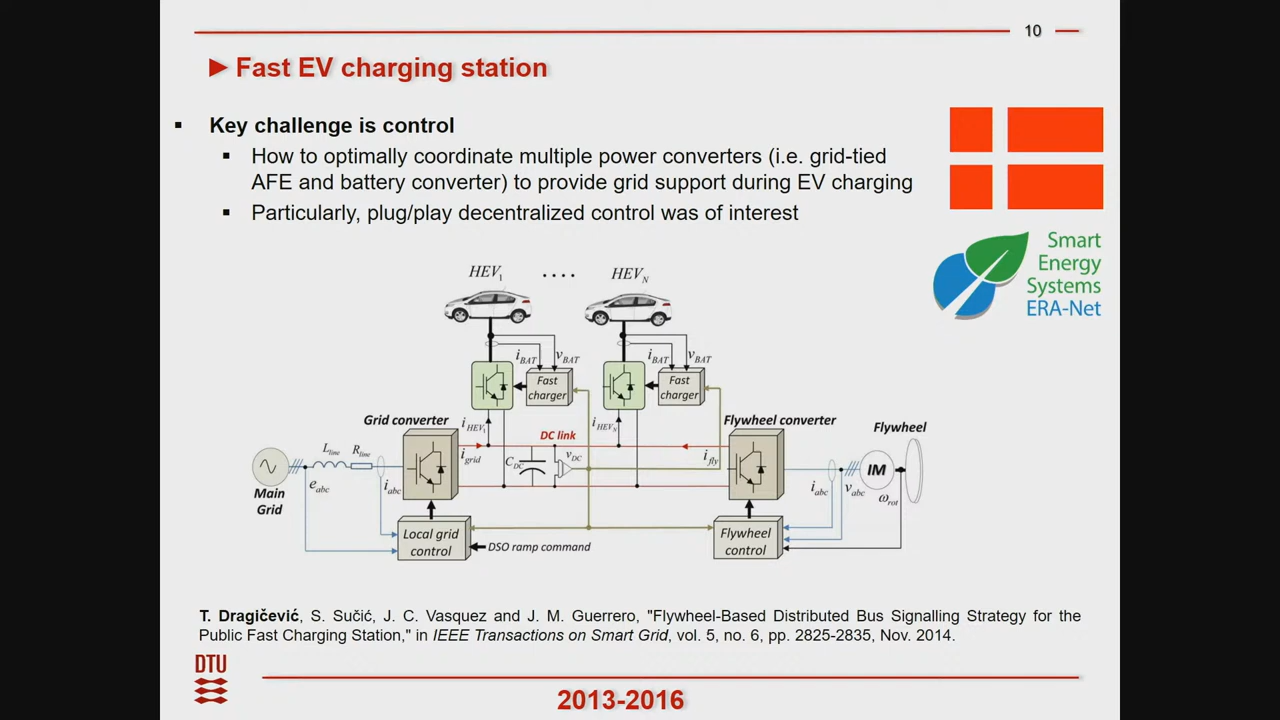 10
►Fast EV charging station
▪ Key challenge is control
▪ How to optimally coordinate multiple power converters (i.e. grid-tied
AFE and battery converter) to provide grid support during EV charging
▪ Particularly, plug/play decentralized control was of interest
Smart
Energy
Systems
ERA-Net
HEV1 .... HEVN
iBAT vBAT iBAT vBAT
Fast
charger
Fast
charger
Grid converter
iHEV1
iHEVN
Flywheel converter
Flywheel
DC link
Lline Rline
igrid
CDC
vDC
ifly
IM
Main
Grid
eabc
iabc
iabc
vabc
ωrot
Local grid
control
DSO ramp command
Flywheel
control
T. Dragičević, S. Sučić, J. C. Vasquez and J. M. Guerrero, "Flywheel-Based Distributed Bus Signalling Strategy for the
Public Fast Charging Station," in IEEE Transactions on Smart Grid, vol. 5, no. 6, pp. 2825-2835, Nov. 2014.
DTU
2013-2016